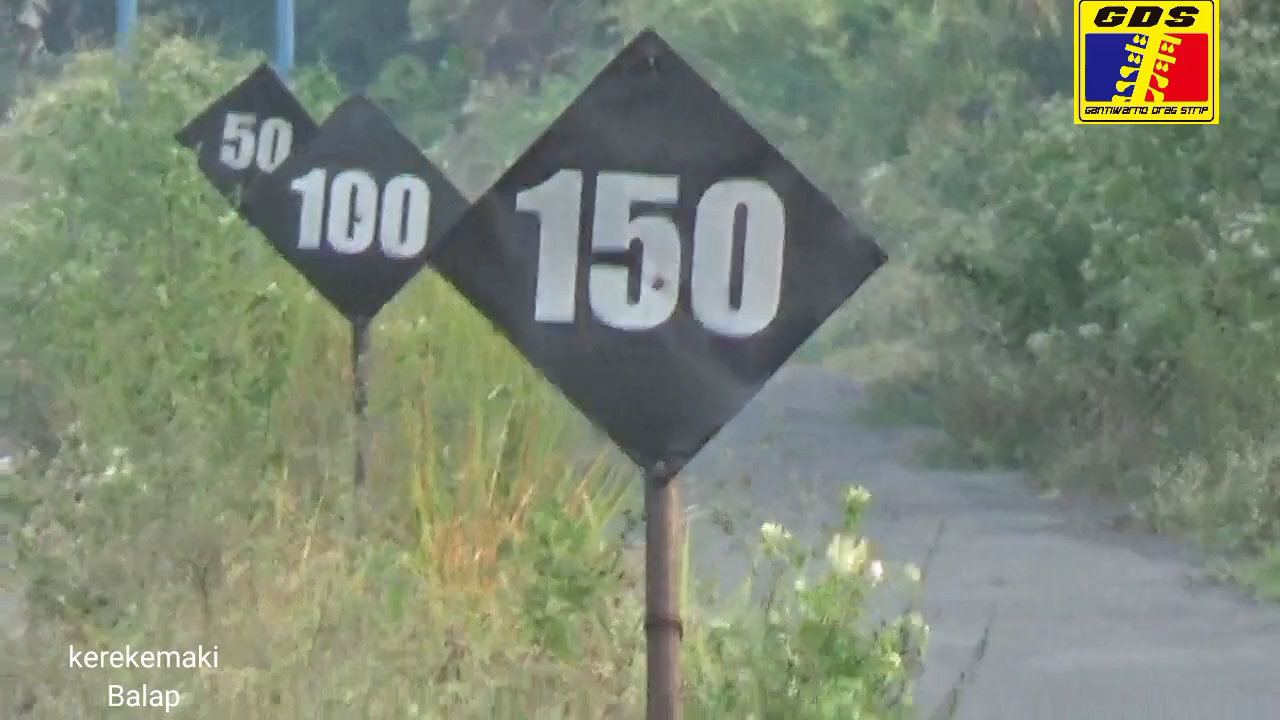 GDS
GANTIWARNO DRAG STRIP
50
100
150
kerekemaki
Balap